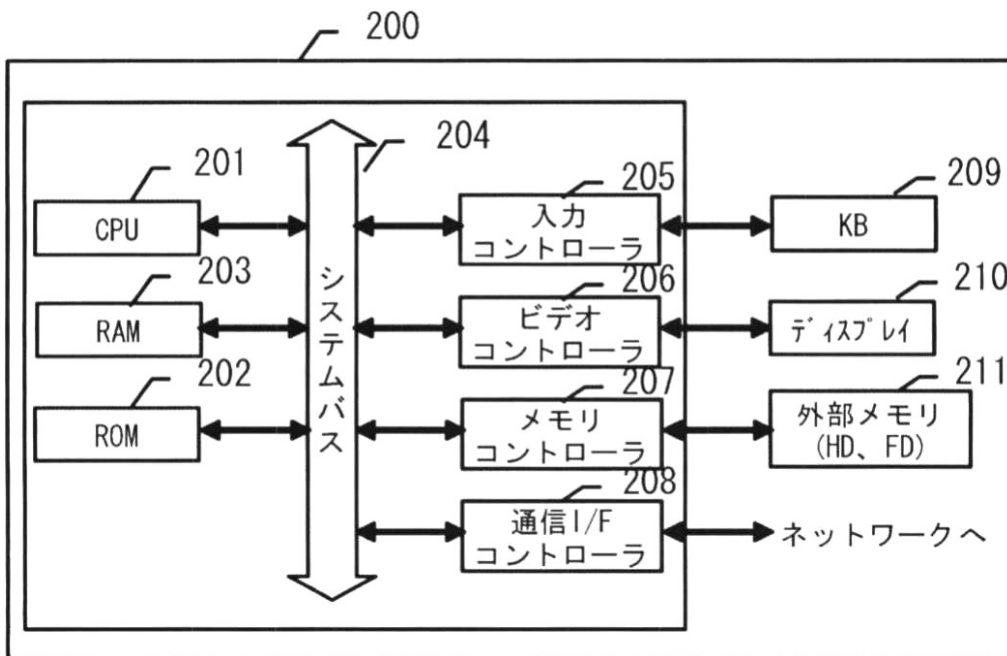 200
204
201
CPU
203
RAM
202
ROM
システムバス
205
入力
コントローラ
206
ビデオ
コントローラ
207
メモリ
コントローラ
208
通信I/F
コントローラ
209
KB
210
ディスプレイ
211
外部メモリ
(HD、FD)
ネットワークへ